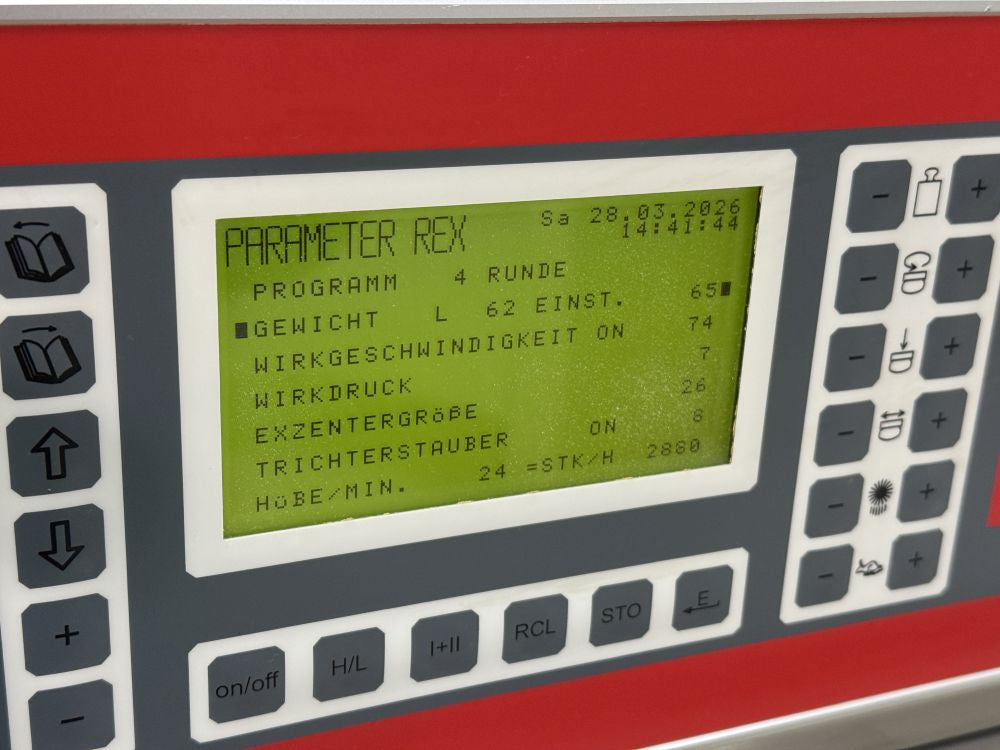 PARAMETER REX Sa 28.03.2026
14:41:44
PROGRAMM 4 RUNDE
GEWICHT L 62 EINST. 65
WIRKGESCHWINDIGKEIT ON 74
WIRKDRUCK 7
EXZENTERGRÖßE 26
TRICHTERSTAUBER ON 8
HÜBE/MIN. 24 =STK/H 2880
on/off
H/L
I+II
RCL
STO
E
+
-
- +
- +
- +
- +
- +
- +